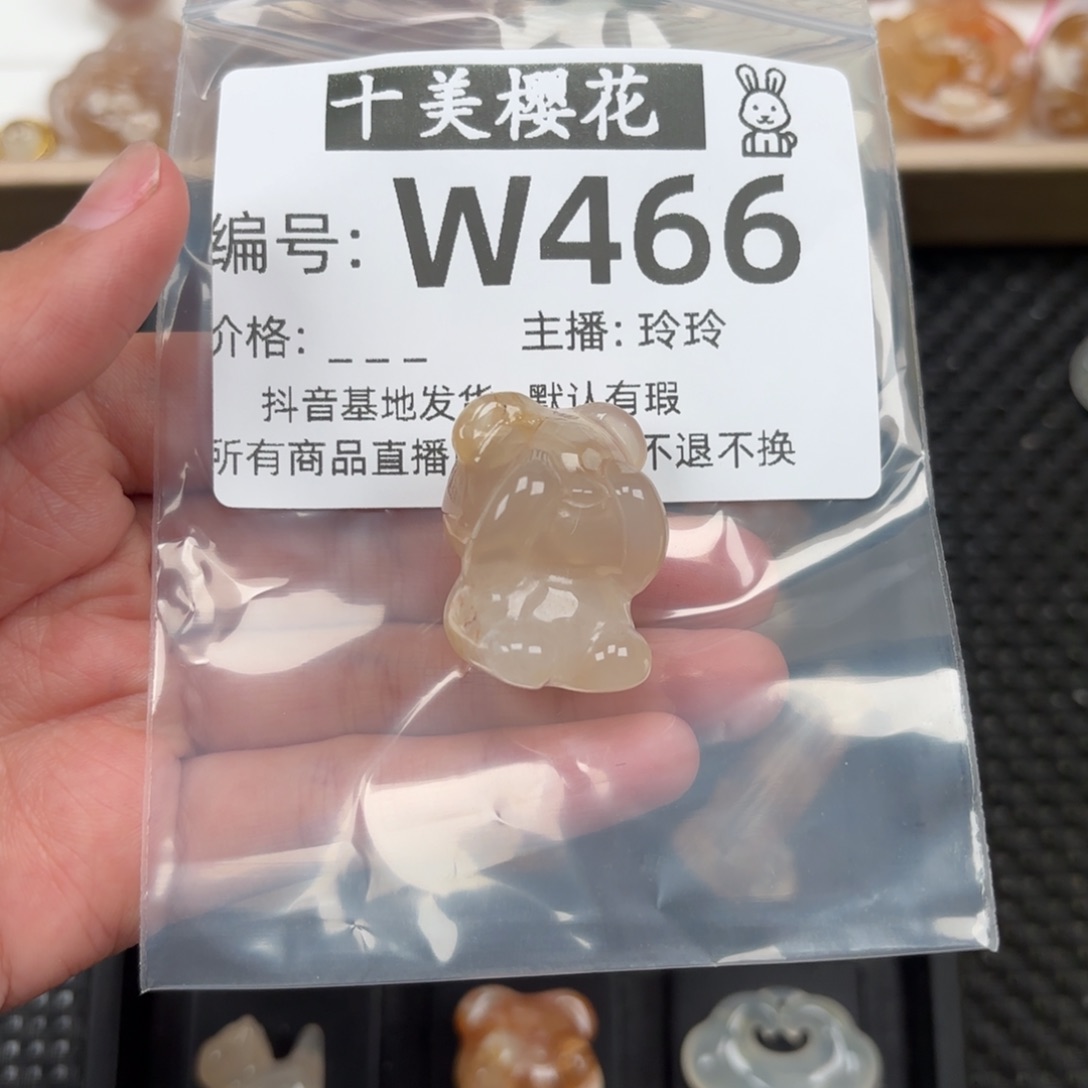 十美樱花
编号: W466
价格: _ _ _ 主播: 玲玲
抖音基地发货 默认有瑕
所有商品直播 不退不换